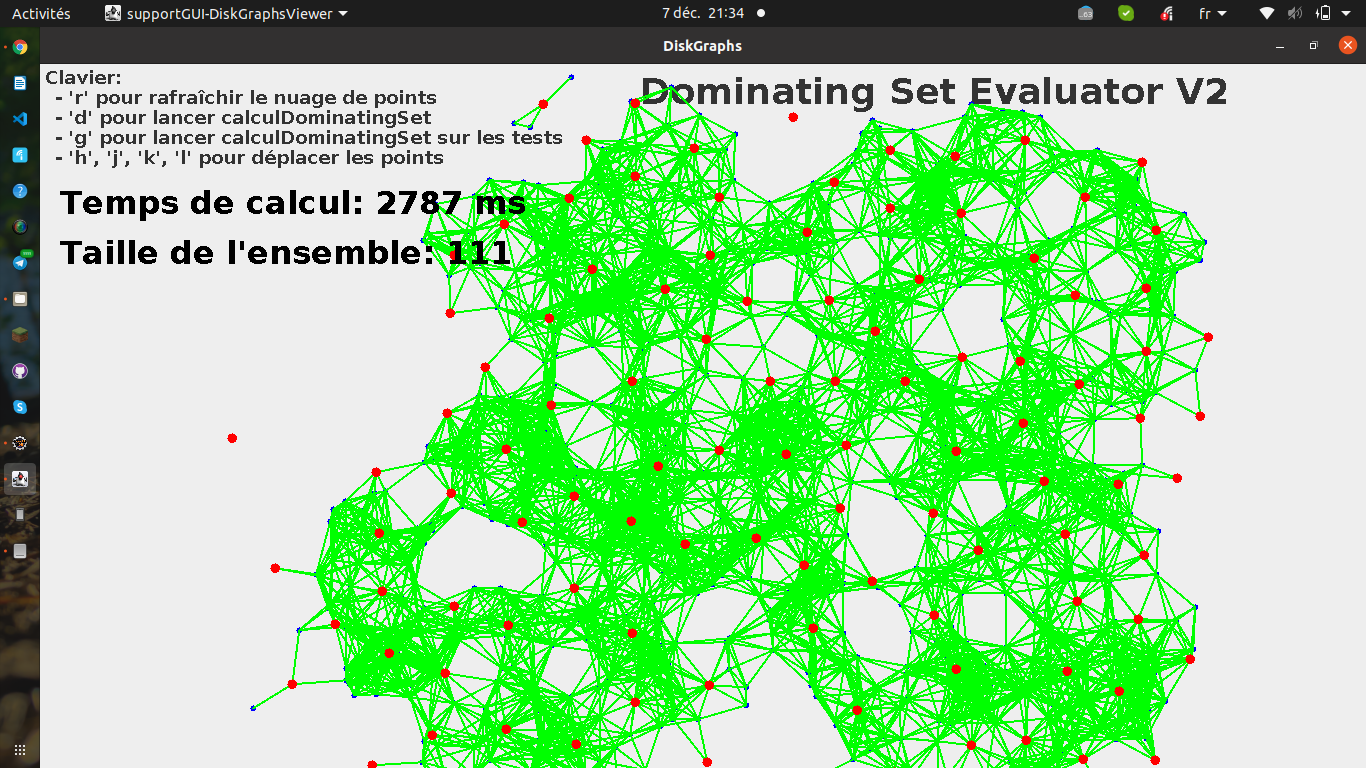 Activités
supportGUI-DiskGraphsViewer
7 déc. 21:34
.63
fr
DiskGraphs
Clavier:
- 'r' pour rafraîchir le nuage de points
- 'd' pour lancer calculDominatingSet
- 'g' pour lancer calculDominatingSet sur les tests
- 'h', 'j', 'k', 'l' pour déplacer les points
Dominating Set Evaluator V2
Temps de calcul: 2787 ms
Taille de l'ensemble: 111